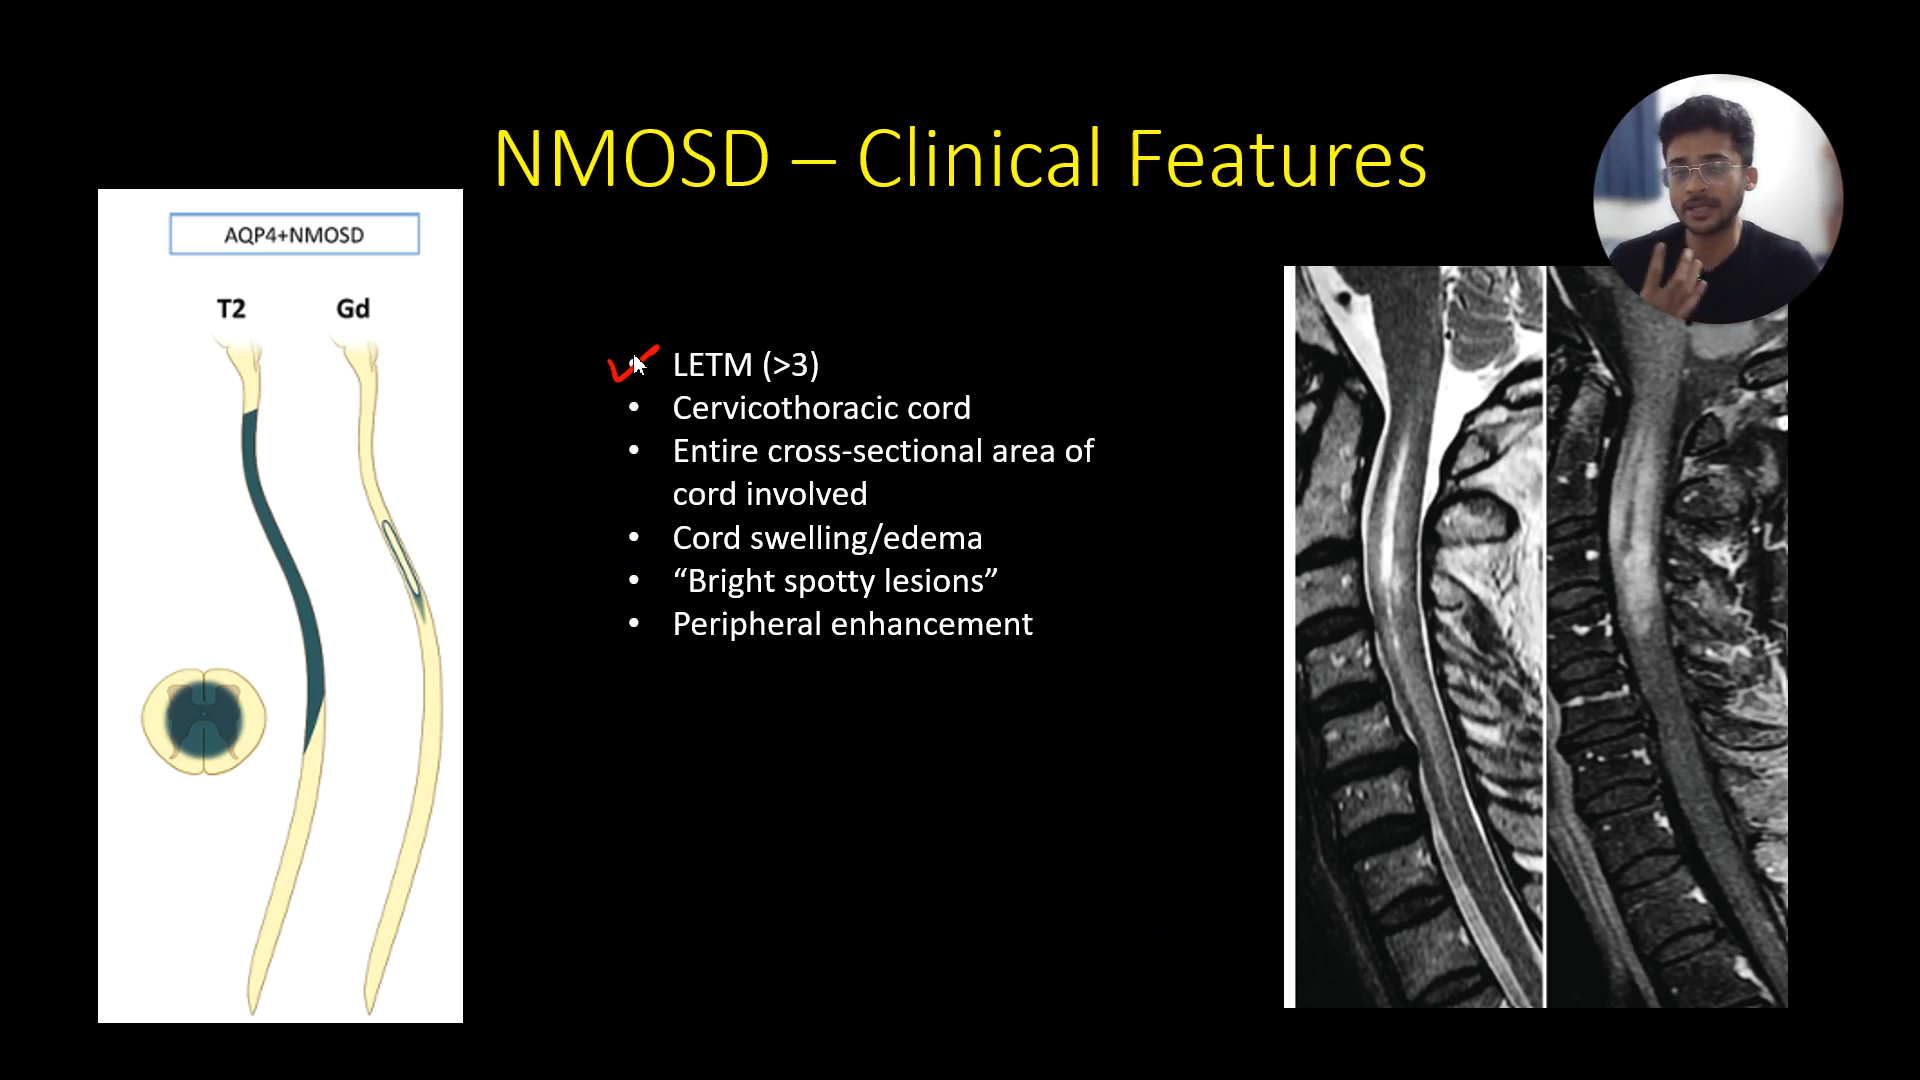 NMOSD – Clinical Features
AQP4+NMOSD
T2 Gd
LETM (>3)
• Cervicothoracic cord
• Entire cross-sectional area of
cord involved
• Cord swelling/edema
• “Bright spotty lesions”
• Peripheral enhancement